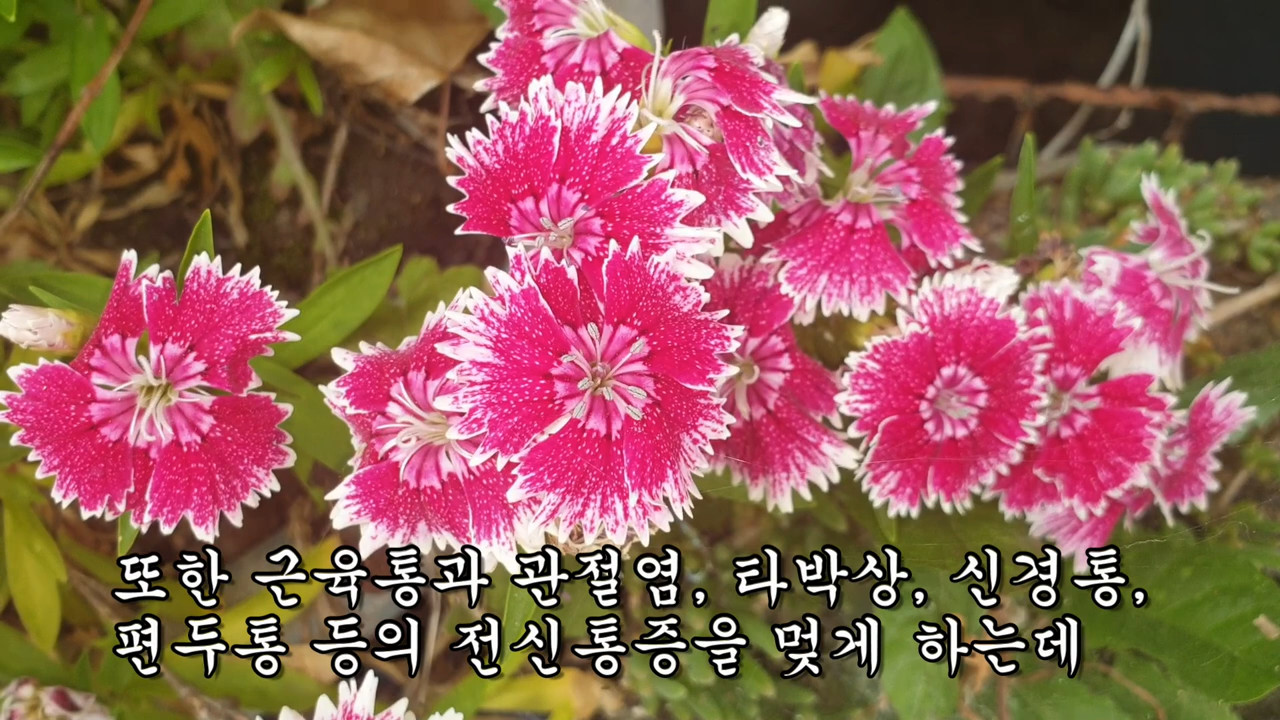 또한 근육통과 관절염, 타박상, 신경통,
편두통 등의 전신통증을 멎게 하는데